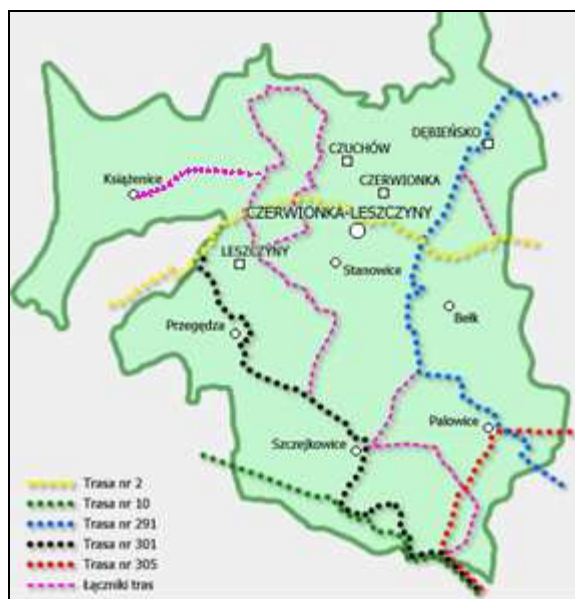 DĘBIEŃSKO
CZUCHÓW
Książenice
CZERWIONKA
CZERWIONKA-LESZCZYNY
LESZCZYNY
Stanowice
Bełk
Przegędza
Palowice
Szczejkowice
Trasa nr 2
Trasa nr 10
Trasa nr 291
Trasa nr 301
Trasa nr 305
Łączniki tras